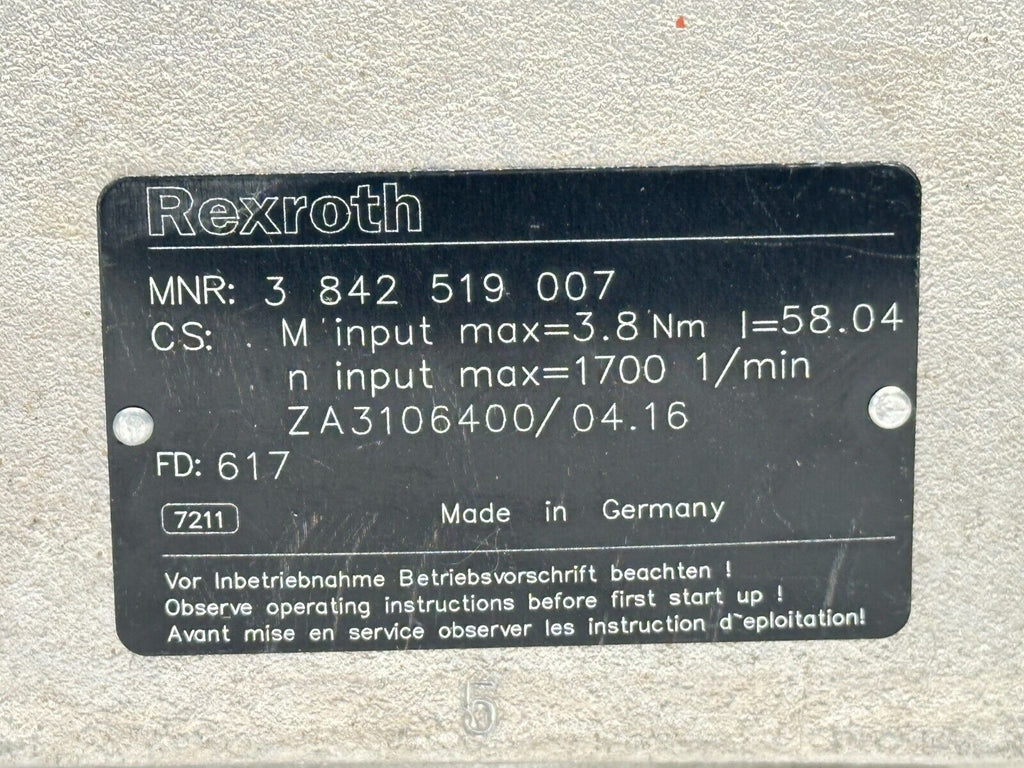 Rexroth
MNR: 3 842 519 007
CS: M input max=3.8 Nm I=58.04
n input max=1700 1/min
ZA3106400/04.16
FD: 617
7211 Made in Germany
Vor Inbetriebnahme Betriebsvorschrift beachten !
Observe operating instructions before first start up !
Avant mise en service observer les instruction d~eploitation!
5